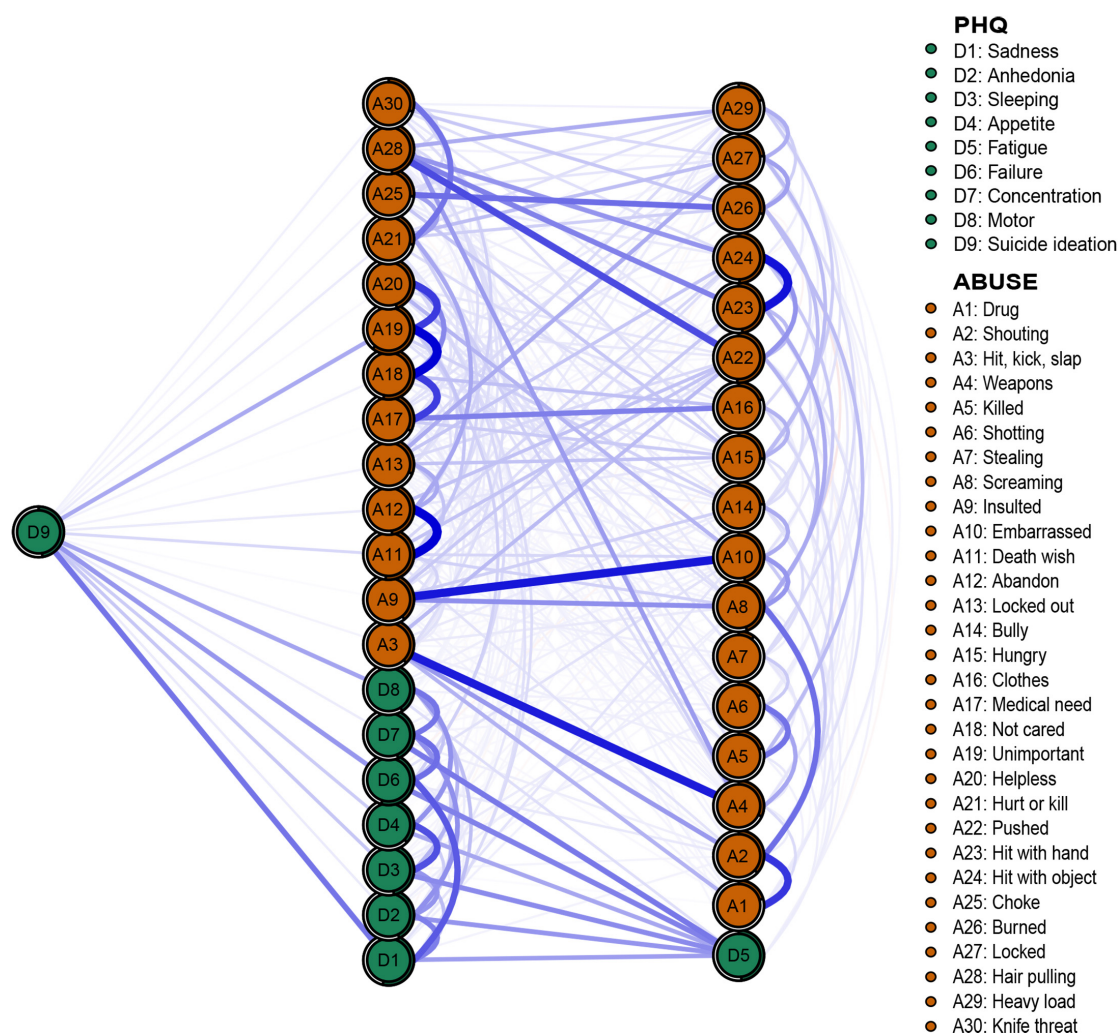 PHQ
D1: Sadness
D2: Anhedonia
D3: Sleeping
D4: Appetite
D5: Fatigue
D6: Failure
D7: Concentration
D8: Motor
D9: Suicide ideation
ABUSE
A1: Drug
A2: Shouting
A3: Hit, kick, slap
A4: Weapons
A5: Killed
A6: Shotting
A7: Stealing
A8: Screaming
A9: Insulted
A10: Embarrassed
A11: Death wish
A12: Abandon
A13: Locked out
A14: Bully
A15: Hungry
A16: Clothes
A17: Medical need
A18: Not cared
A19: Unimportant
A20: Helpless
A21: Hurt or kill
A22: Pushed
A23: Hit with hand
A24: Hit with object
A25: Choke
A26: Burned
A27: Locked
A28: Hair pulling
A29: Heavy load
A30: Knife threat
D9
A30
A28
A25
A21
A20
A19
A18
A17
A13
A12
A11
A9
A3
D8
D7
D6
D4
D3
D2
D1
A29
A27
A26
A24
A23
A22
A16
A15
A14
A10
A8
A7
A6
A5
A4
A2
A1
D5